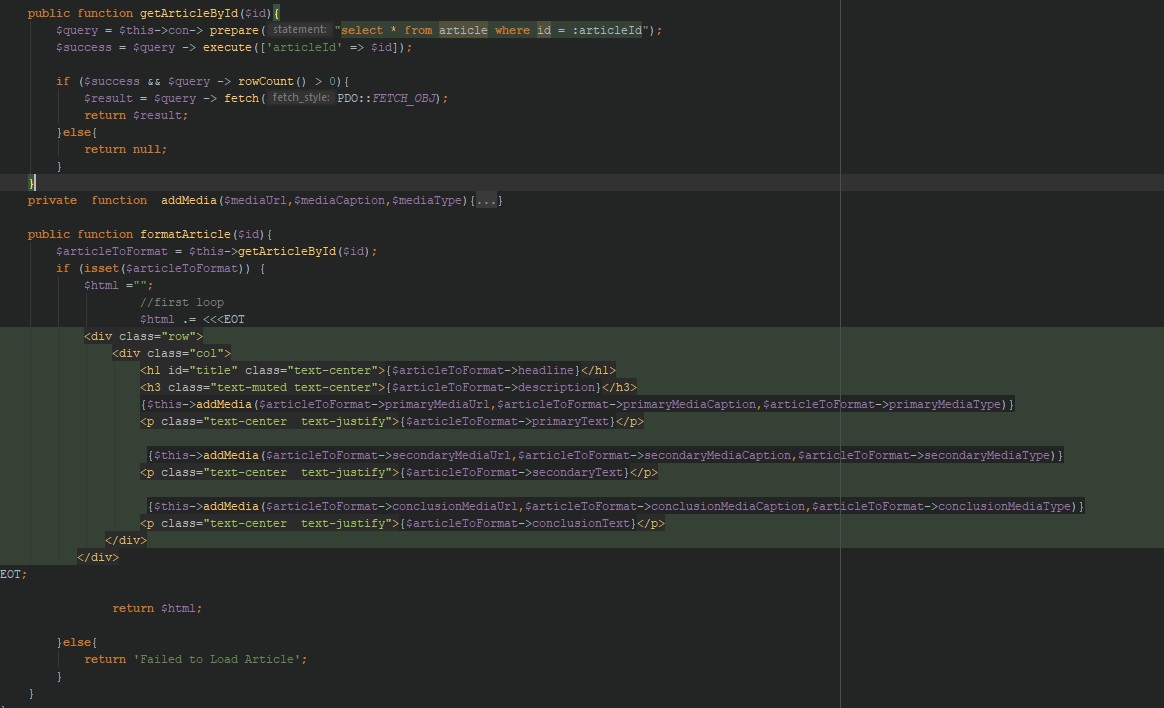 public function getArticleById($id){
$query = $this->con-> prepare( statement: "select * from article where id = :articleId");
$success = $query -> execute(['articleId' => $id]);
if ($success && $query -> rowCount() > 0){
$result = $query -> fetch( fetch_style: PDO::FETCH_OBJ);
return $result;
}else{
return null;
}
}
private  function  addMedia($mediaUrl,$mediaCaption,$mediaType){...}
public function formatArticle($id){
$articleToFormat = $this->getArticleById($id);
if (isset($articleToFormat)) {
$html ="";
//first loop
$html .= <<<EOT
<div class="row">
<div class="col">
<h1 id="title" class="text-center">{$articleToFormat->headline}</h1>
<h3 class="text-muted text-center">{$articleToFormat->description}</h3>
{$this->addMedia($articleToFormat->primaryMediaUrl,$articleToFormat->primaryMediaCaption,$articleToFormat->primaryMediaType)}
<p class="text-center  text-justify">{$articleToFormat->primaryText}</p>
{$this->addMedia($articleToFormat->secondaryMediaUrl,$articleToFormat->secondaryMediaCaption,$articleToFormat->secondaryMediaType)}
<p class="text-center  text-justify">{$articleToFormat->secondaryText}</p>
{$this->addMedia($articleToFormat->conclusionMediaUrl,$articleToFormat->conclusionMediaCaption,$articleToFormat->conclusionMediaType)}
<p class="text-center  text-justify">{$articleToFormat->conclusionText}</p>
</div>
</div>
EOT;
return $html;
}else{
return 'Failed to Load Article';
}
}